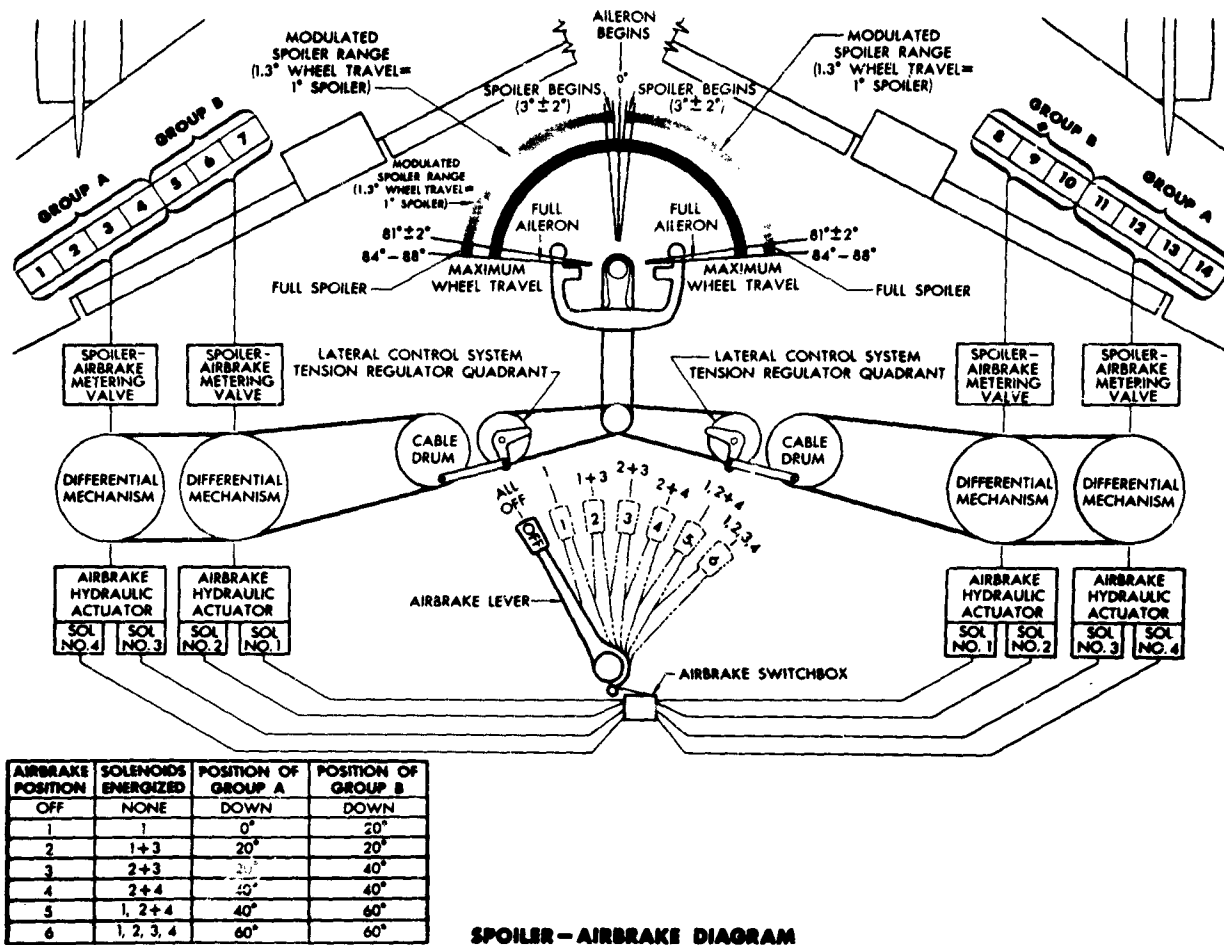 AILERON
BEGINS
0°
MODULATED
SPOILER RANGE
(1.3° WHEEL TRAVEL=
1° SPOILER)
SPOILER BEGINS
(3°±2°)
SPOILER BEGINS
(3°±2°)
MODULATED
SPOILER RANGE
(1.3° WHEEL TRAVEL=
1° SPOILER)
GROUP B
GROUP A
1 2 3 4 5 6 7
MODULATED
SPOILER RANGE
(1.3° WHEEL TRAVEL=
1° SPOILER)
GROUP B
GROUP A
8 9 10 11 12 13 14
FULL
AILERON
FULL
AILERON
81°±2°
84°-88°
81°±2°
84°-88°
FULL SPOILER
MAXIMUM
WHEEL TRAVEL
MAXIMUM
WHEEL TRAVEL
FULL SPOILER
SPOILER-
AIRBRAKE
METERING
VALVE
SPOILER-
AIRBRAKE
METERING
VALVE
LATERAL CONTROL SYSTEM
TENSION REGULATOR QUADRANT
LATERAL CONTROL SYSTEM
TENSION REGULATOR QUADRANT
SPOILER-
AIRBRAKE
METERING
VALVE
SPOILER-
AIRBRAKE
METERING
VALVE
DIFFERENTIAL
MECHANISM
DIFFERENTIAL
MECHANISM
CABLE
DRUM
CABLE
DRUM
DIFFERENTIAL
MECHANISM
DIFFERENTIAL
MECHANISM
ALL
OFF
1
1+3
2+3
2+4
1, 2+4
1,2,3,4
OFF
1
2
3
4
5
6
AIRBRAKE LEVER
AIRBRAKE
HYDRAULIC
ACTUATOR
SOL
NO.4
SOL
NO.3
AIRBRAKE
HYDRAULIC
ACTUATOR
SOL
NO.2
SOL
NO.1
AIRBRAKE
HYDRAULIC
ACTUATOR
SOL
NO.1
SOL
NO.2
AIRBRAKE
HYDRAULIC
ACTUATOR
SOL
NO.3
SOL
NO.4
AIRBRAKE SWITCHBOX
AIRBRAKE POSITION SOLENOIDS ENERGIZED POSITION OF GROUP A POSITION OF GROUP B
OFF NONE DOWN DOWN
1 1 0° 20°
2 1+3 20° 20°
3 2+3 20° 40°
4 2+4 40° 40°
5 1, 2+4 40° 60°
6 1, 2, 3, 4 60° 60°
SPOILER-AIRBRAKE DIAGRAM